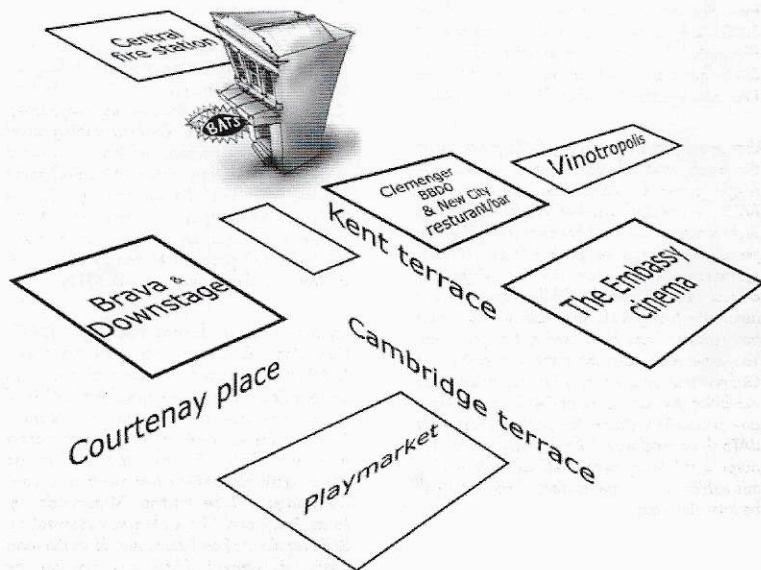 Central
fire station
BATS
Vinotropolis
Clemenger
BBDO
& New City
resturant/bar
Kent terrace
The Embassy
cinema
Brava &
Downstage
Cambridge terrace
Courtenay place
Playmarket